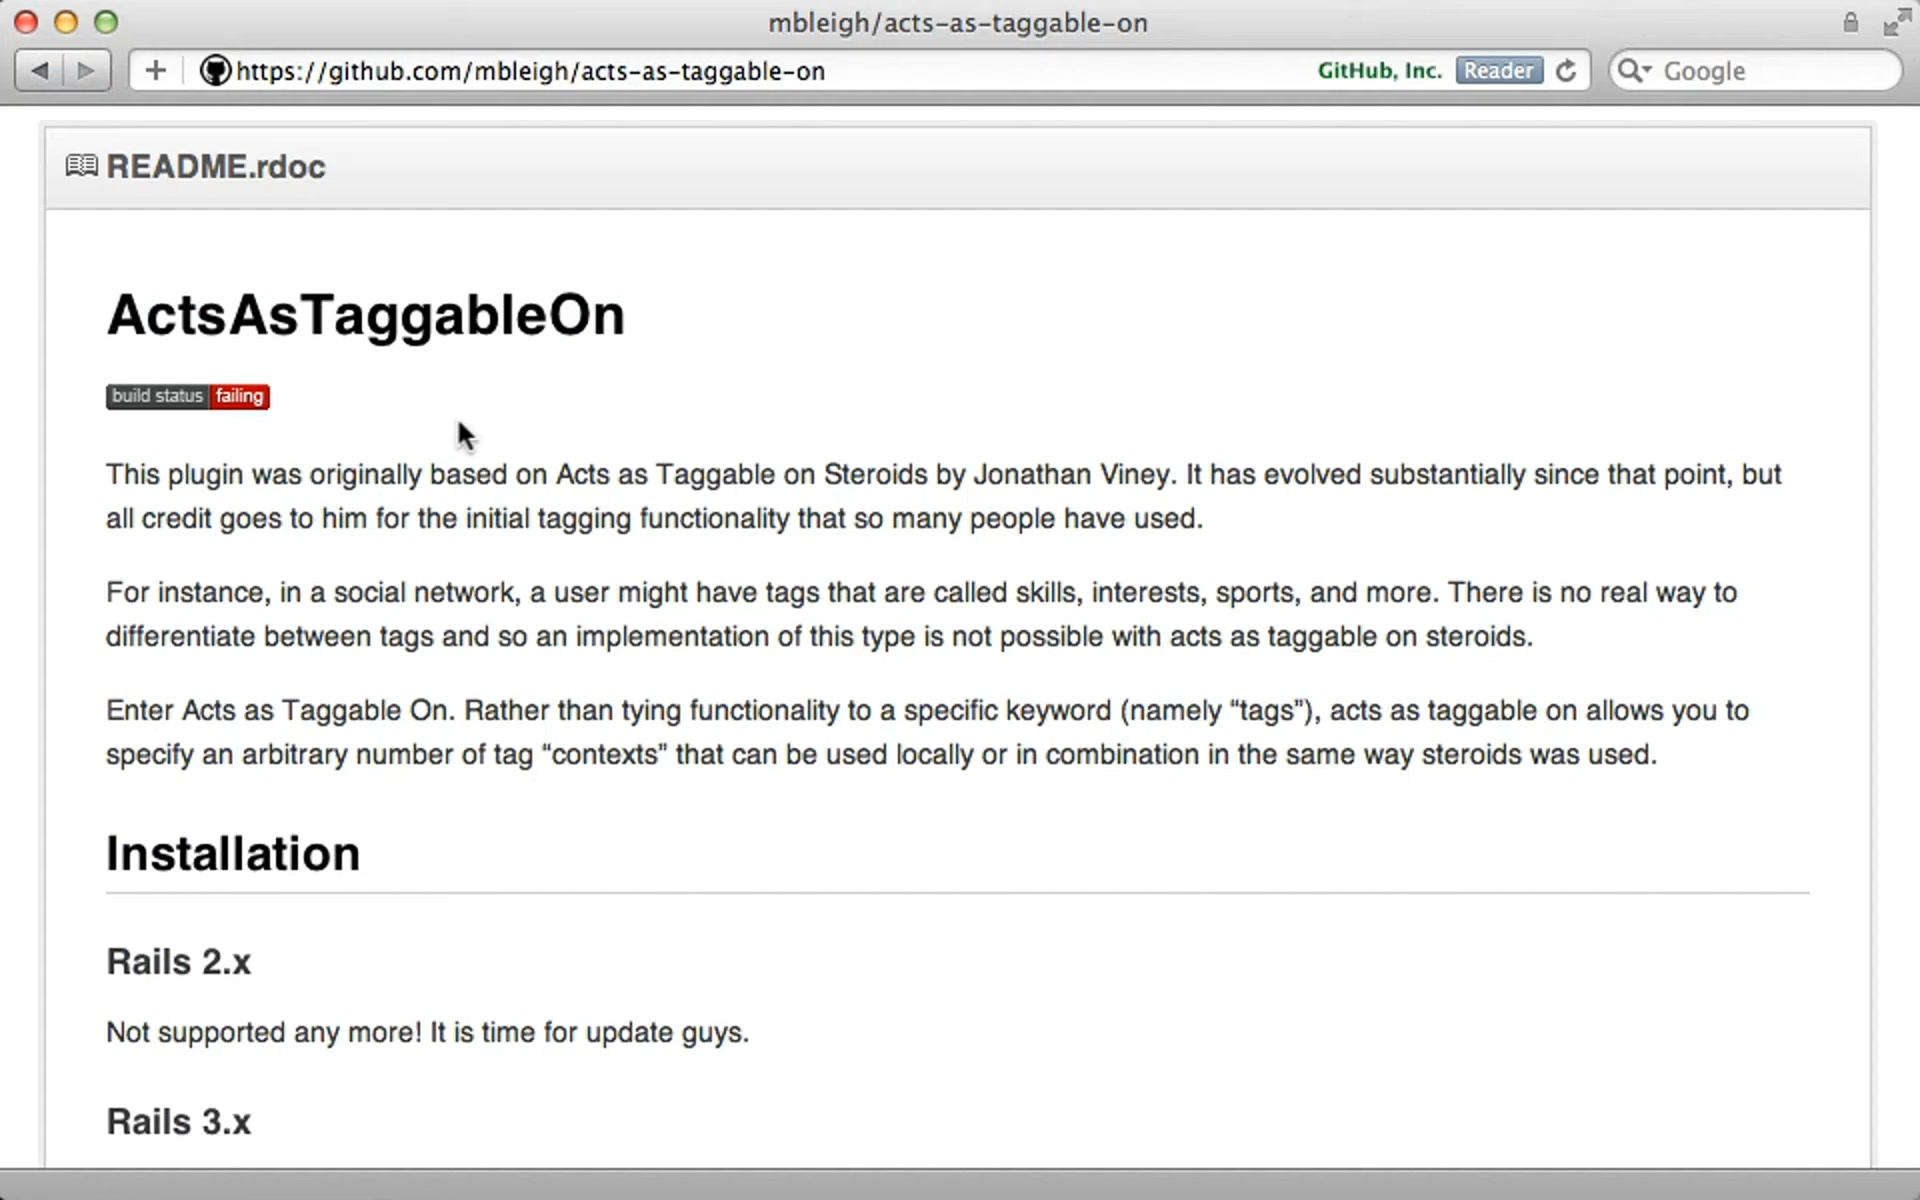 mbleigh/acts-as-taggable-on
https://github.com/mbleigh/acts-as-taggable-on
GitHub, Inc.
Reader
Google
README.rdoc
ActsAsTaggableOn
build status failing
This plugin was originally based on Acts as Taggable on Steroids by Jonathan Viney. It has evolved substantially since that point, but
all credit goes to him for the initial tagging functionality that so many people have used.
For instance, in a social network, a user might have tags that are called skills, interests, sports, and more. There is no real way to
differentiate between tags and so an implementation of this type is not possible with acts as taggable on steroids.
Enter Acts as Taggable On. Rather than tying functionality to a specific keyword (namely “tags”), acts as taggable on allows you to
specify an arbitrary number of tag “contexts” that can be used locally or in combination in the same way steroids was used.
Installation
Rails 2.x
Not supported any more! It is time for update guys.
Rails 3.x